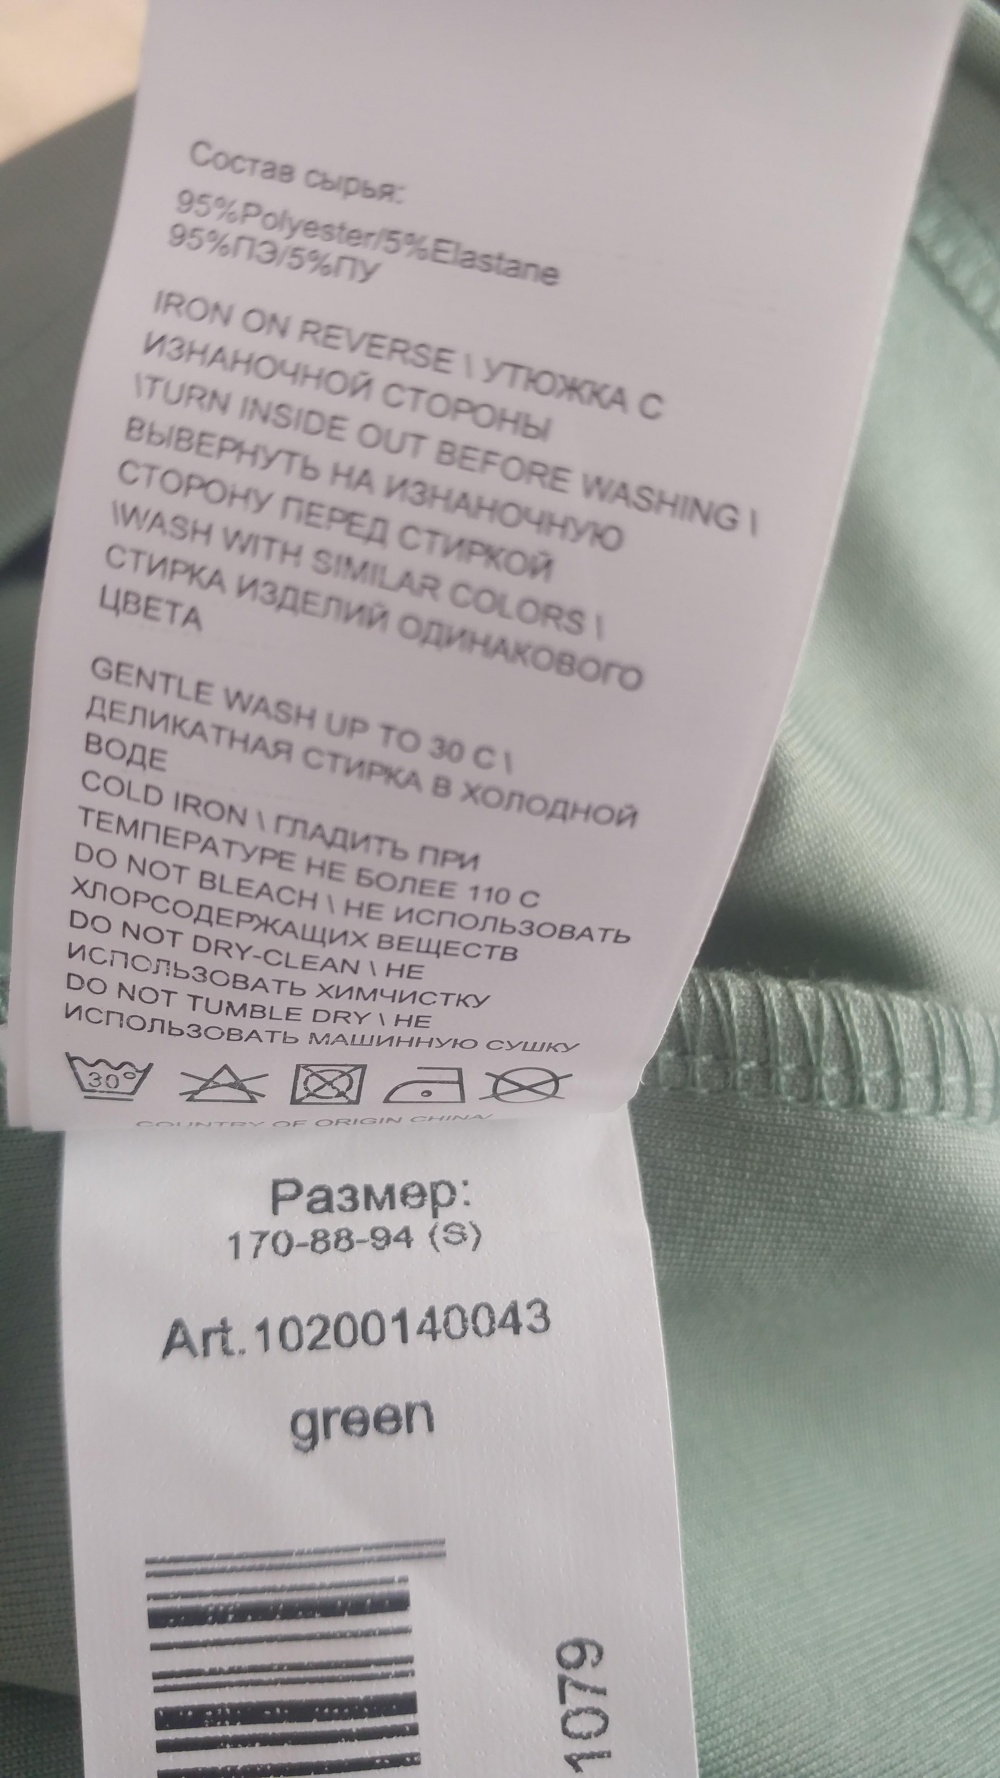 Состав сырья:
95%Polyester/5%Elastane
95%ПЭ/5%ПУ
IRON ON REVERSE \ УТЮЖКА С
ИЗНАНОЧНОЙ СТОРОНЫ
\TURN INSIDE OUT BEFORE WASHING \
ВЫВЕРНУТЬ НА ИЗНАНОЧНУЮ
СТОРОНУ ПЕРЕД СТИРКОЙ
\WASH WITH SIMILAR COLORS \
СТИРКА ИЗДЕЛИЙ ОДИНАКОВОГО
ЦВЕТА
GENTLE WASH UP TO 30 C \
ДЕЛИКАТНАЯ СТИРКА В ХОЛОДНОЙ
ВОДЕ
COLD IRON \ ГЛАДИТЬ ПРИ
ТЕМПЕРАТУРЕ НЕ БОЛЕЕ 110 C
DO NOT BLEACH \ НЕ ИСПОЛЬЗОВАТЬ
ХЛОРСОДЕРЖАЩИХ ВЕЩЕСТВ
DO NOT DRY-CLEAN \ НЕ
ИСПОЛЬЗОВАТЬ ХИМЧИСТКУ
DO NOT TUMBLE DRY \ НЕ
ИСПОЛЬЗОВАТЬ МАШИННУЮ СУШКУ
30°
COUNTRY OF ORIGIN CHINA/
Размер:
170-88-94 (S)
Art.10200140043
green
1079